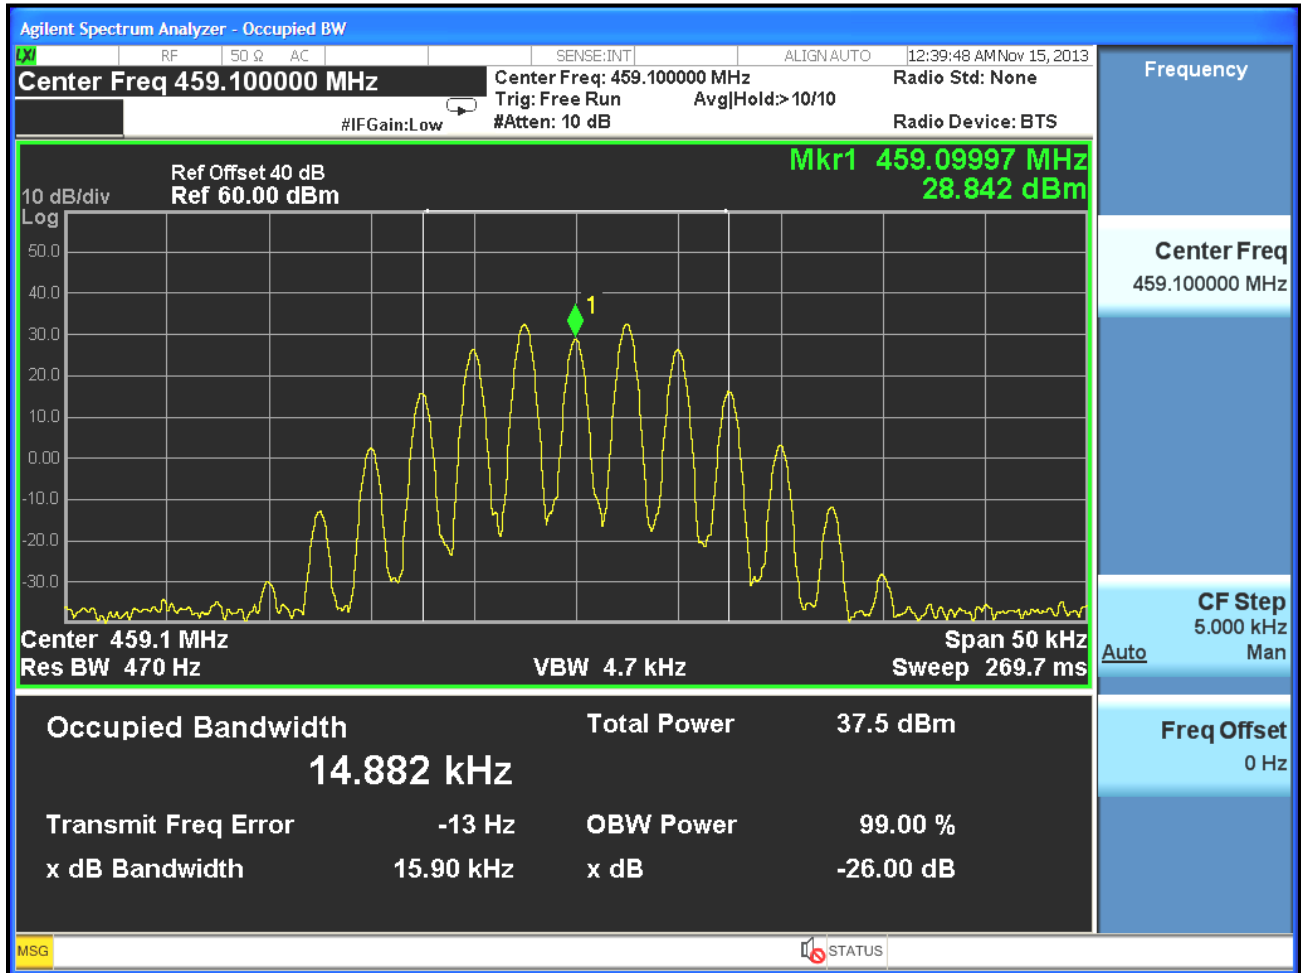 Agilent Spectrum Analyzer - Occupied BW
LXI RF 50 Ω AC SENSE:INT ALIGN AUTO 12:39:48 AM Nov 15, 2013
Center Freq 459.100000 MHz
#IFGain:Low
Center Freq: 459.100000 MHz
Trig: Free Run Avg|Hold:> 10/10
#Atten: 10 dB
Radio Std: None
Radio Device: BTS
Mkr1 459.09997 MHz
28.842 dBm
Ref Offset 40 dB
10 dB/div Ref 60.00 dBm
Log
50.0
40.0
30.0
20.0
10.0
0.00
-10.0
-20.0
-30.0
1
Center 459.1 MHz Span 50 kHz
Res BW 470 Hz VBW 4.7 kHz Sweep 269.7 ms
Occupied Bandwidth Total Power 37.5 dBm
14.882 kHz
Transmit Freq Error -13 Hz OBW Power 99.00 %
x dB Bandwidth 15.90 kHz x dB -26.00 dB
Frequency
Center Freq
459.100000 MHz
CF Step
5.000 kHz
Auto Man
Freq Offset
0 Hz
MSG STATUS